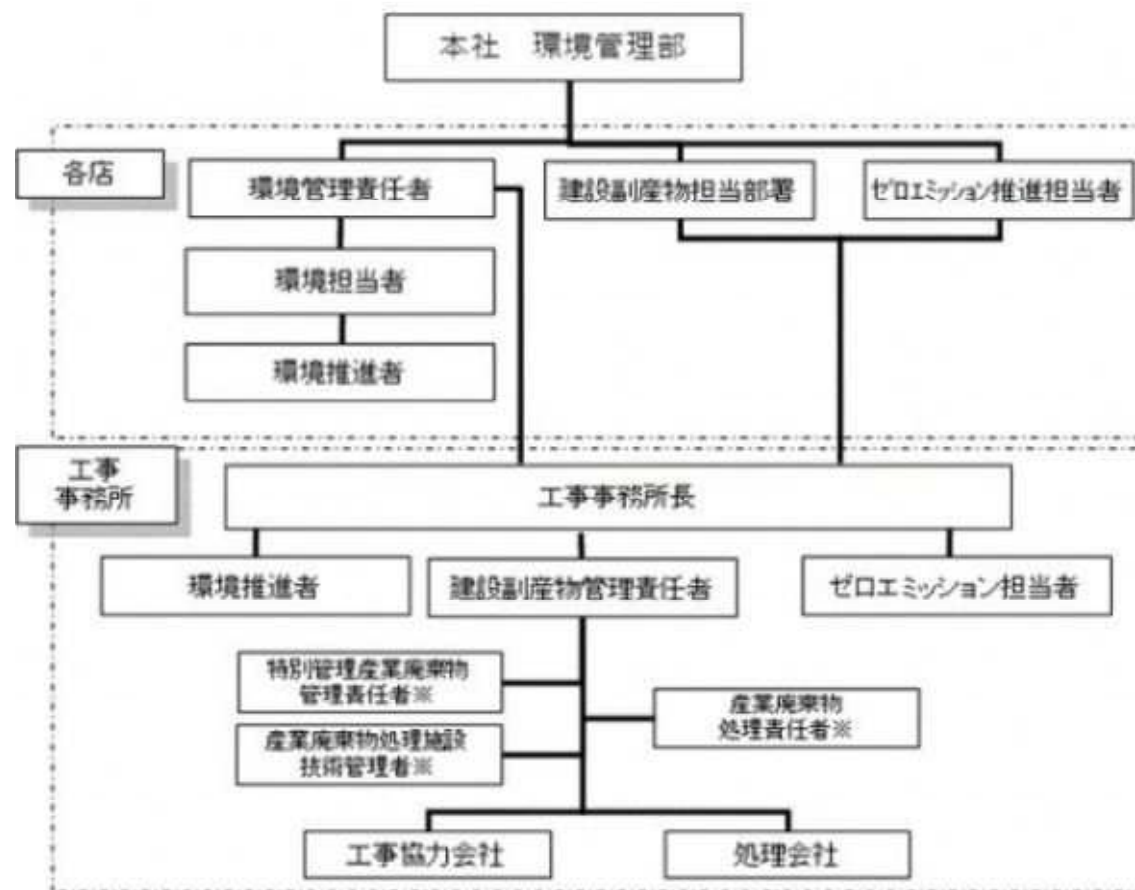 本社 環境管理部
各店
環境管理責任者
建設副産物担当部署
ゼロエミッション推進担当者
環境担当者
環境推進者
工事
事務所
工事事務所長
環境推進者
建設副産物管理責任者
ゼロエミッション担当者
特別管理産業廃棄物
管理責任者※
産業廃棄物
処理責任者※
産業廃棄物処理施設
技術管理者※
工事協力会社
処理会社